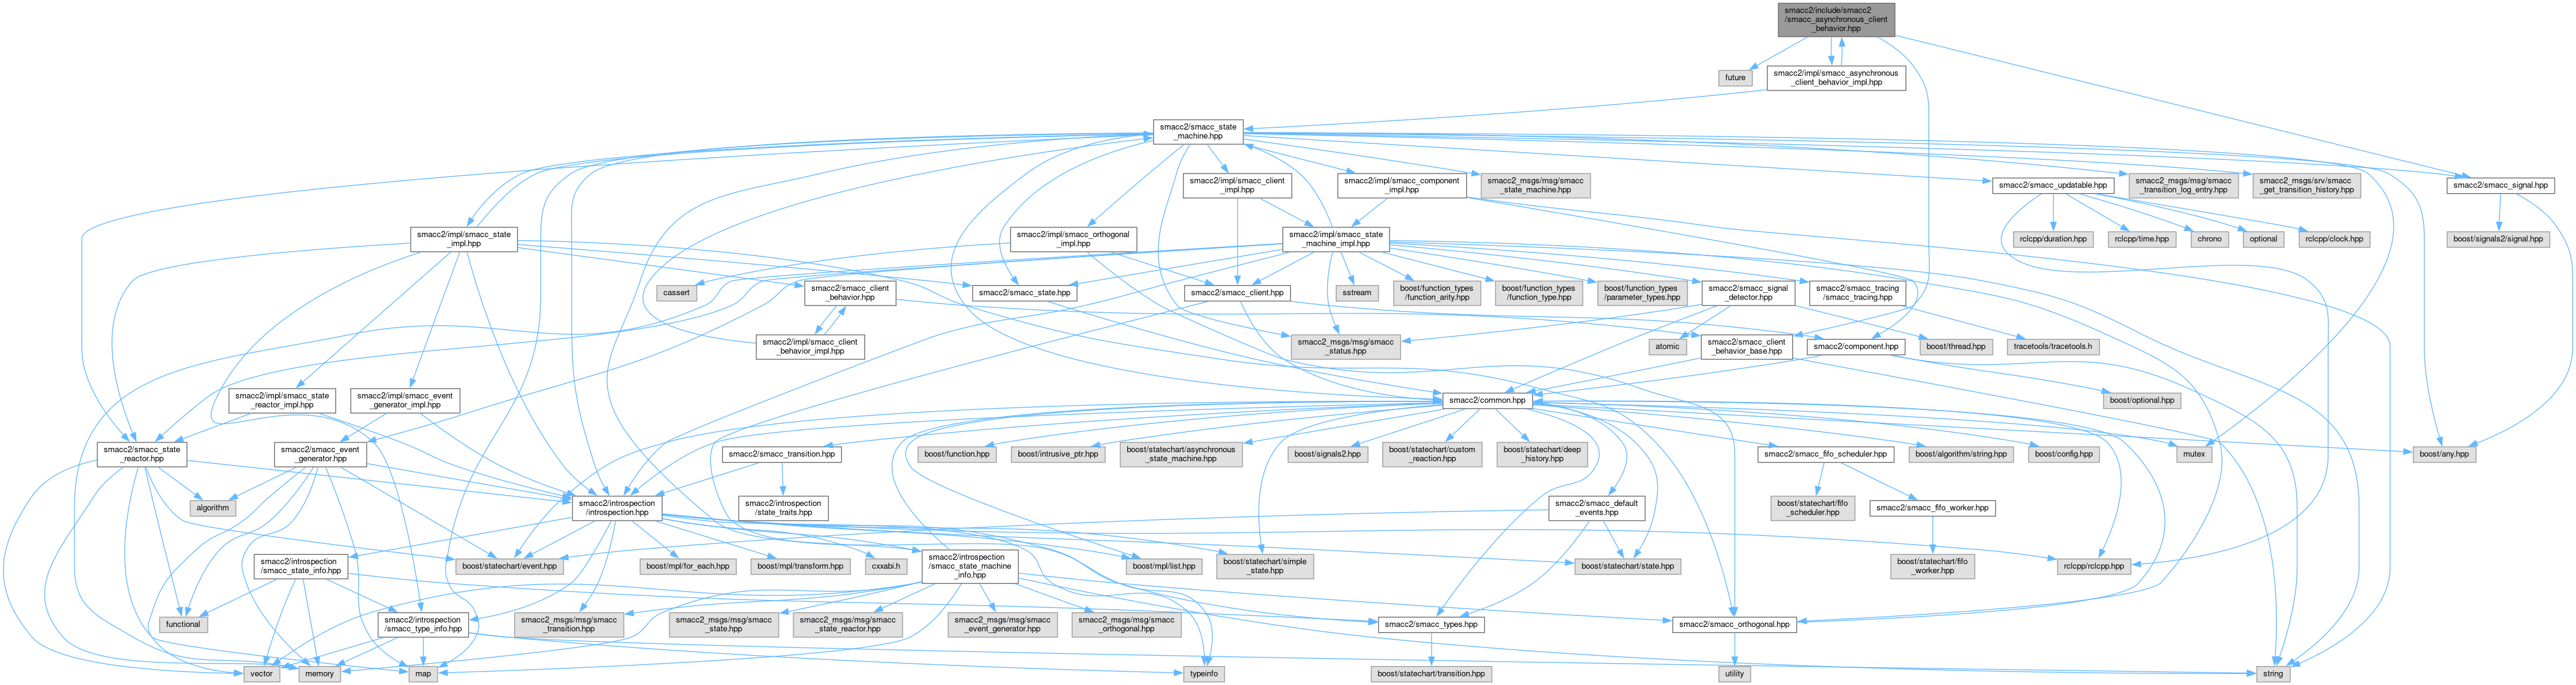 smacc2/include/smacc2
/smacc_asynchronous_client
_behavior.hpp
future
smacc2/impl/smacc_asynchronous
_client_behavior_impl.hpp
smacc2/smacc_state
_machine.hpp
smacc2/impl/smacc_client
_impl.hpp
smacc2/impl/smacc_component
_impl.hpp
smacc2_msgs/msg/smacc
_state_machine.hpp
smacc2/smacc_updatable.hpp
smacc2_msgs/msg/smacc
_transition_log_entry.hpp
smacc2_msgs/srv/smacc
_get_transition_history.hpp
smacc2/smacc_signal.hpp
smacc2/impl/smacc_state
_impl.hpp
smacc2/impl/smacc_orthogonal
_impl.hpp
smacc2/impl/smacc_state
_machine_impl.hpp
rclcpp/duration.hpp
rclcpp/time.hpp
chrono
optional
rclcpp/clock.hpp
boost/signals2/signal.hpp
cassert
smacc2/smacc_client
_behavior.hpp
smacc2/smacc_state.hpp
smacc2/smacc_client.hpp
sstream
boost/function_types
/function_arity.hpp
boost/function_types
/function_type.hpp
boost/function_types
/parameter_types.hpp
smacc2/smacc_signal
_detector.hpp
smacc2/smacc_tracing
/smacc_tracing.hpp
smacc2/impl/smacc_client
_behavior_impl.hpp
smacc2_msgs/msg/smacc
_status.hpp
atomic
smacc2/smacc_client
_behavior_base.hpp
smacc2/component.hpp
boost/thread.hpp
tracetools/tracetools.h
smacc2/impl/smacc_state
_reactor_impl.hpp
smacc2/impl/smacc_event
_generator_impl.hpp
smacc2/common.hpp
boost/optional.hpp
smacc2/smacc_state
_reactor.hpp
smacc2/smacc_event
_generator.hpp
smacc2/smacc_transition.hpp
boost/function.hpp
boost/intrusive_ptr.hpp
boost/statechart/asynchronous
_state_machine.hpp
boost/signals2.hpp
boost/statechart/custom
_reaction.hpp
boost/statechart/deep
_history.hpp
smacc2/smacc_fifo_scheduler.hpp
boost/algorithm/string.hpp
boost/config.hpp
mutex
boost/any.hpp
algorithm
smacc2/introspection
/introspection.hpp
smacc2/introspection
/state_traits.hpp
smacc2/smacc_default
_events.hpp
boost/statechart/fifo
_scheduler.hpp
smacc2/smacc_fifo_worker.hpp
smacc2/introspection
/smacc_state_info.hpp
boost/statechart/event.hpp
boost/mpl/for_each.hpp
boost/mpl/transform.hpp
cxxabi.h
smacc2/introspection
/smacc_state_machine
_info.hpp
boost/mpl/list.hpp
boost/statechart/simple
_state.hpp
boost/statechart/state.hpp
boost/statechart/fifo
_worker.hpp
rclcpp/rclcpp.hpp
functional
smacc2/introspection
/smacc_type_info.hpp
smacc2_msgs/msg/smacc
_transition.hpp
smacc2_msgs/msg/smacc
_state.hpp
smacc2_msgs/msg/smacc
_state_reactor.hpp
smacc2_msgs/msg/smacc
_event_generator.hpp
smacc2_msgs/msg/smacc
_orthogonal.hpp
smacc2/smacc_types.hpp
smacc2/smacc_orthogonal.hpp
vector
memory
map
typeinfo
boost/statechart/transition.hpp
utility
string